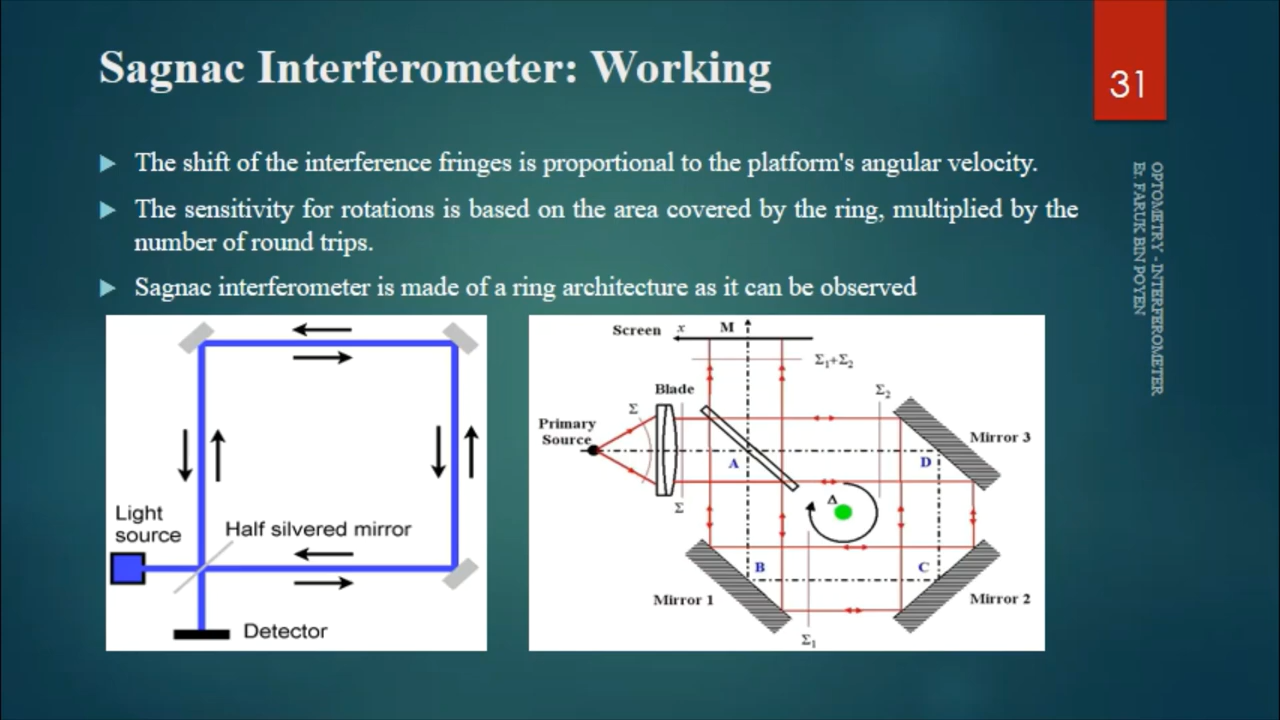 Sagnac Interferometer: Working
31
The shift of the interference fringes is proportional to the platform's angular velocity.
The sensitivity for rotations is based on the area covered by the ring, multiplied by the
number of round trips.
Sagnac interferometer is made of a ring architecture as it can be observed
OPTOMETRY - INTERFEROMETER
Er. FARUK BIN POYEN
Light
source
Half silvered mirror
Detector
Screen x M
Σ1+Σ2
Blade
Σ
Σ2
Primary
Source
Mirror 3
A
D
Σ
Δ
B
C
Mirror 1
Mirror 2
Σ1